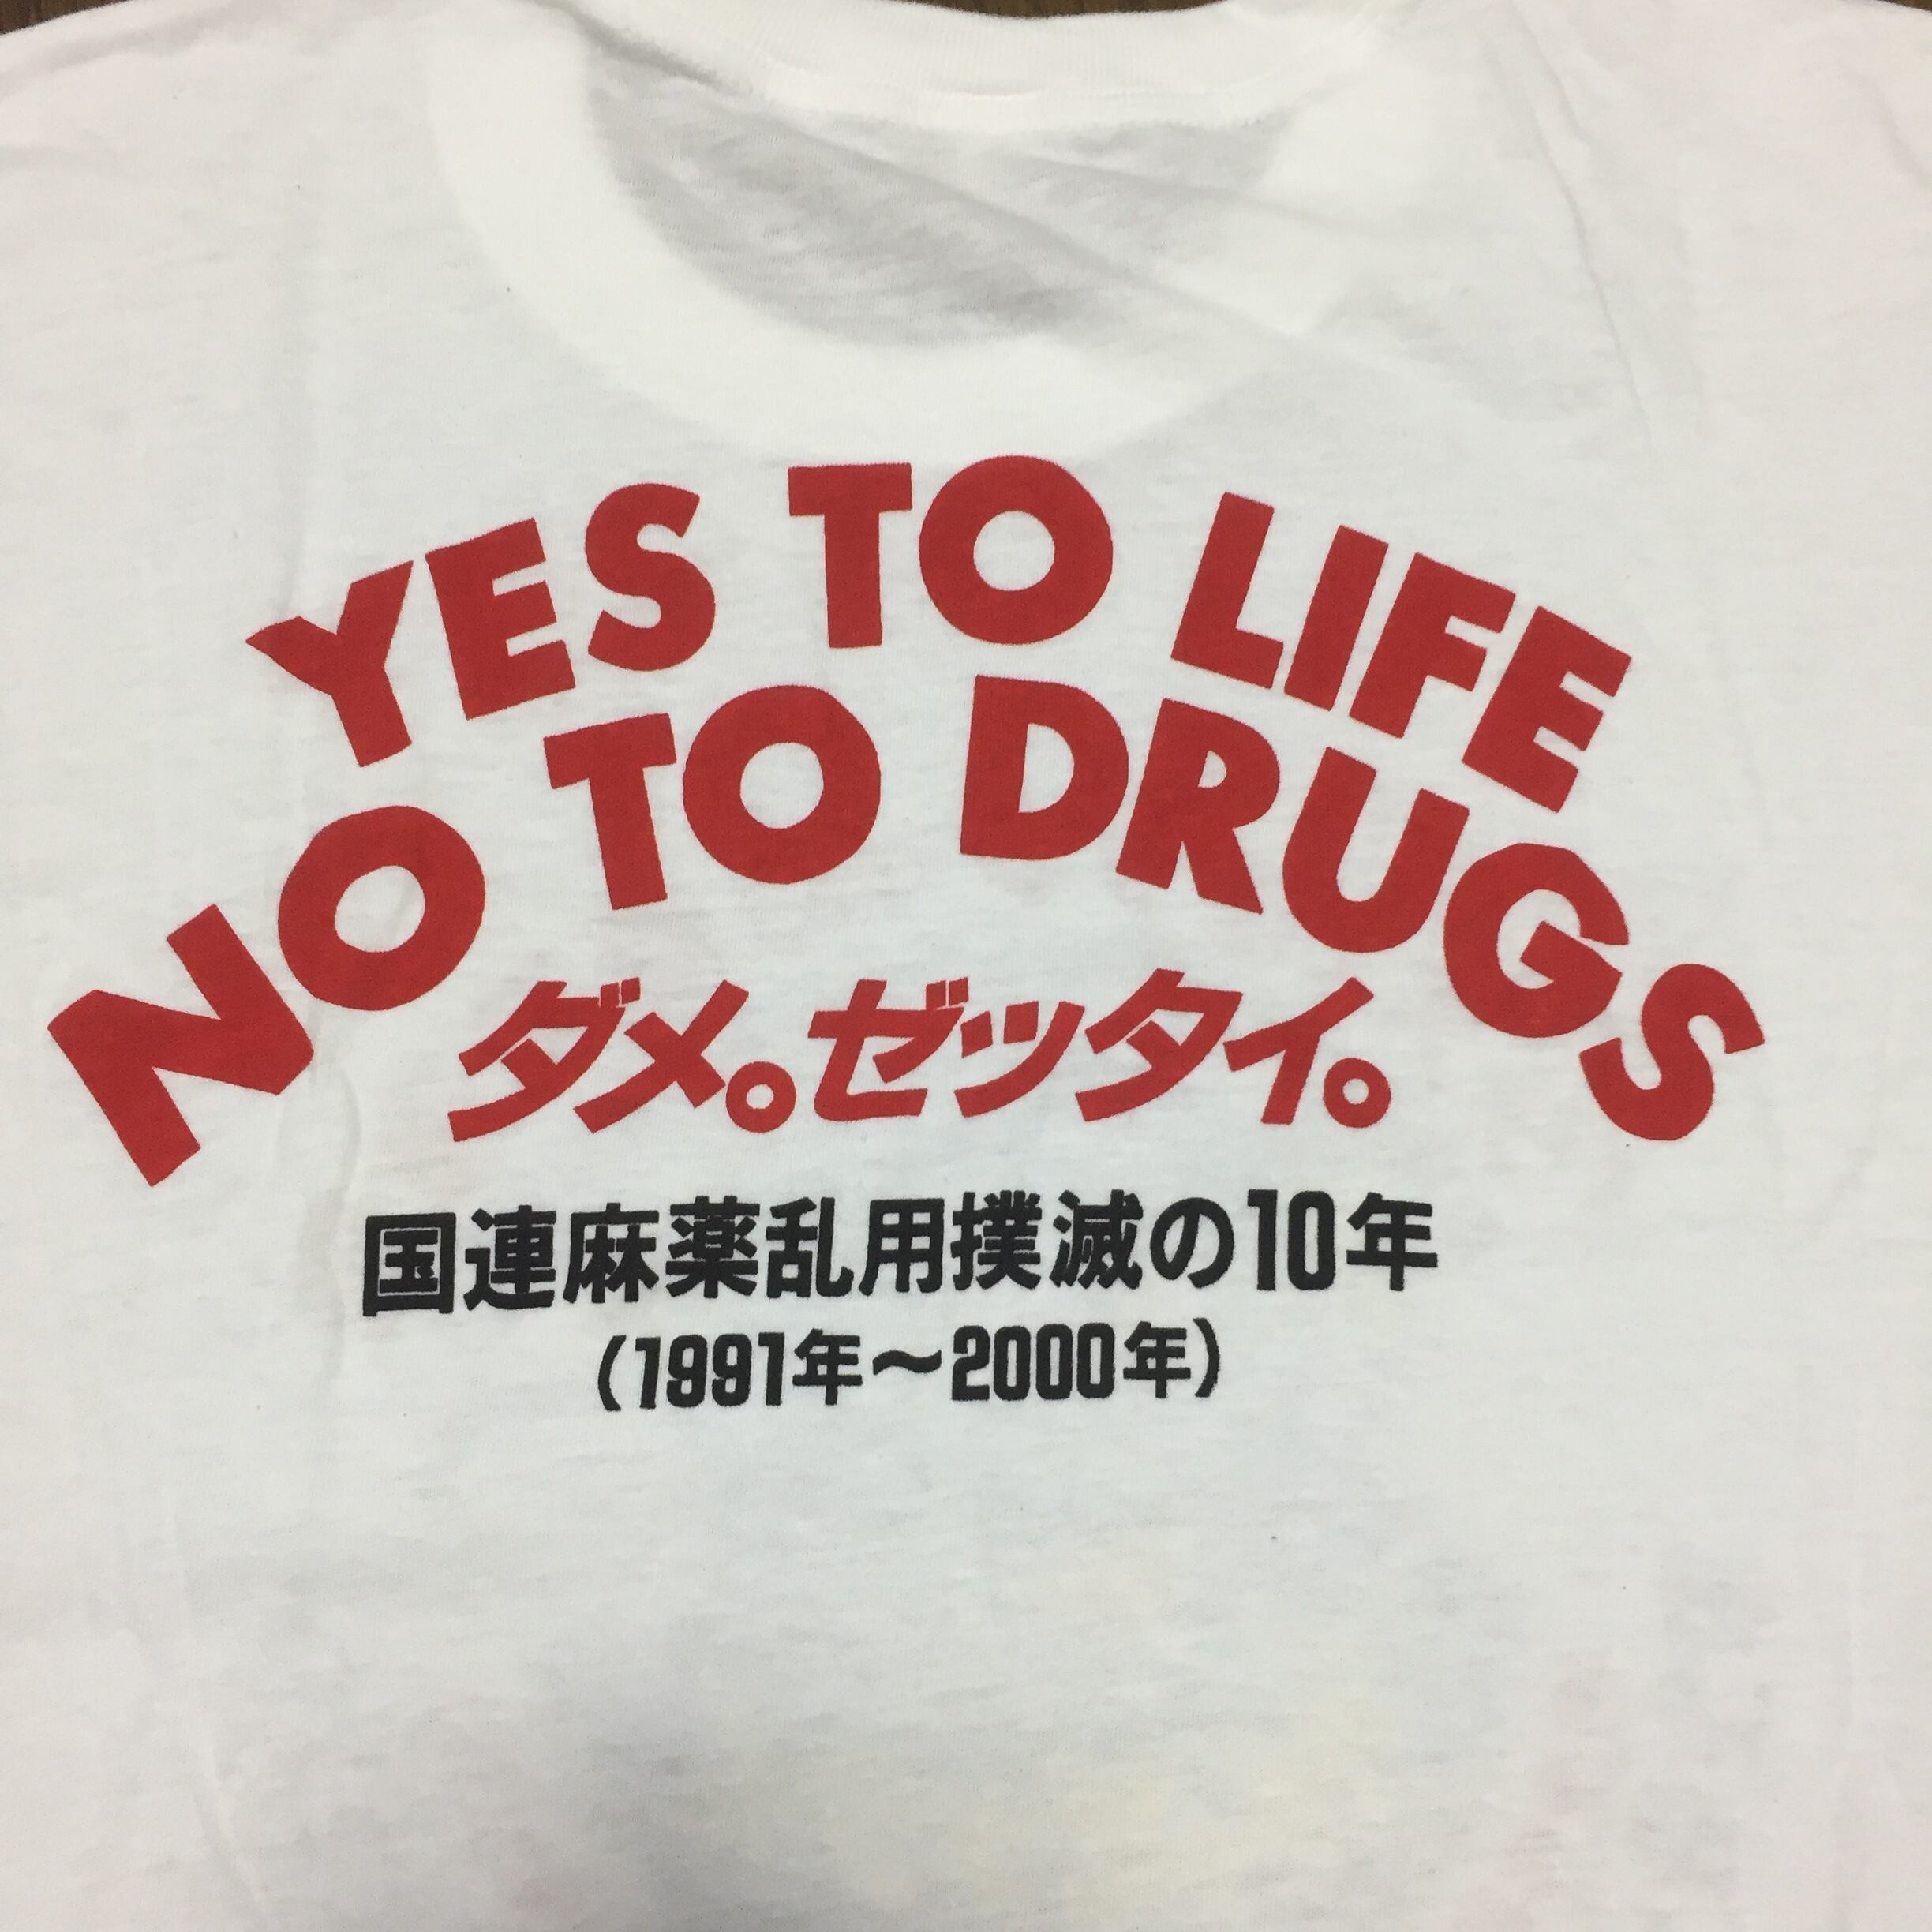 YES TO LIFE
NO TO DRUGS
ダメ。ゼッタイ。
国連麻薬乱用撲滅の10年
(1991年～2000年)